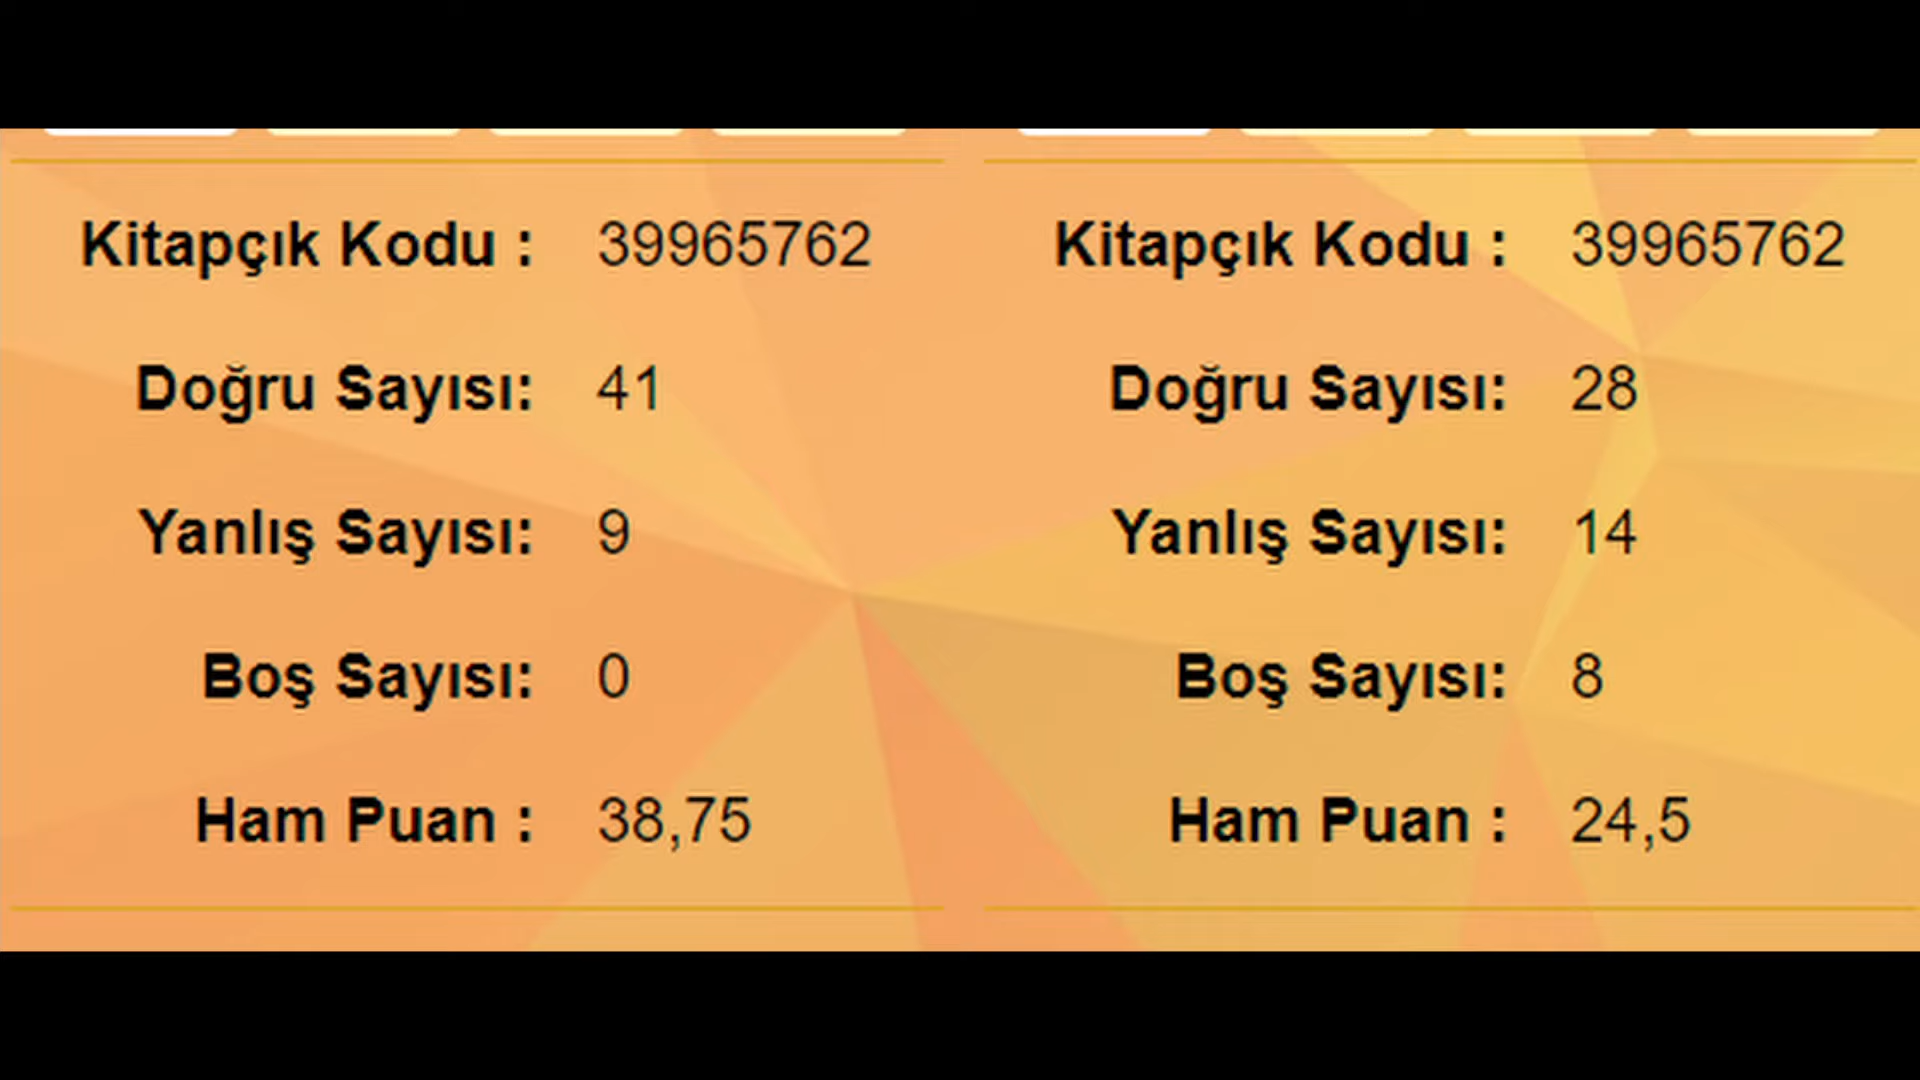 Kitapçık Kodu : 39965762
Doğru Sayısı: 41
Yanlış Sayısı: 9
Boş Sayısı: 0
Ham Puan : 38,75
Kitapçık Kodu : 39965762
Doğru Sayısı: 28
Yanlış Sayısı: 14
Boş Sayısı: 8
Ham Puan : 24,5